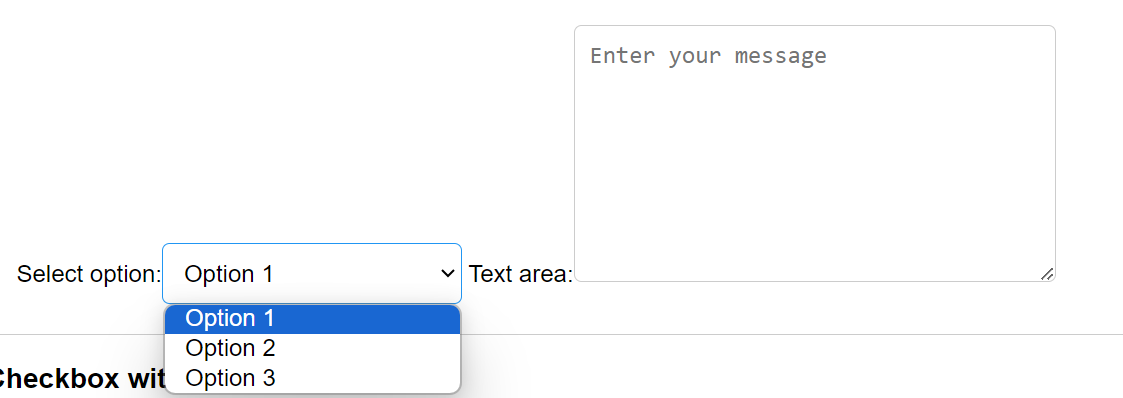 Enter your message
Select option: Option 1 Text area:
Option 1
Option 2
Option 3